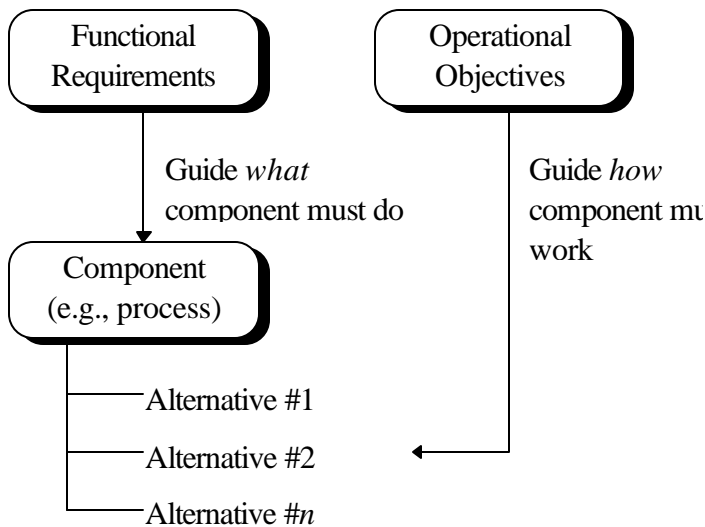 Functional
Requirements
Operational
Objectives
Guide what
component must do
Guide how
component mu
work
Component
(e.g., process)
Alternative #1
Alternative #2
Alternative #n